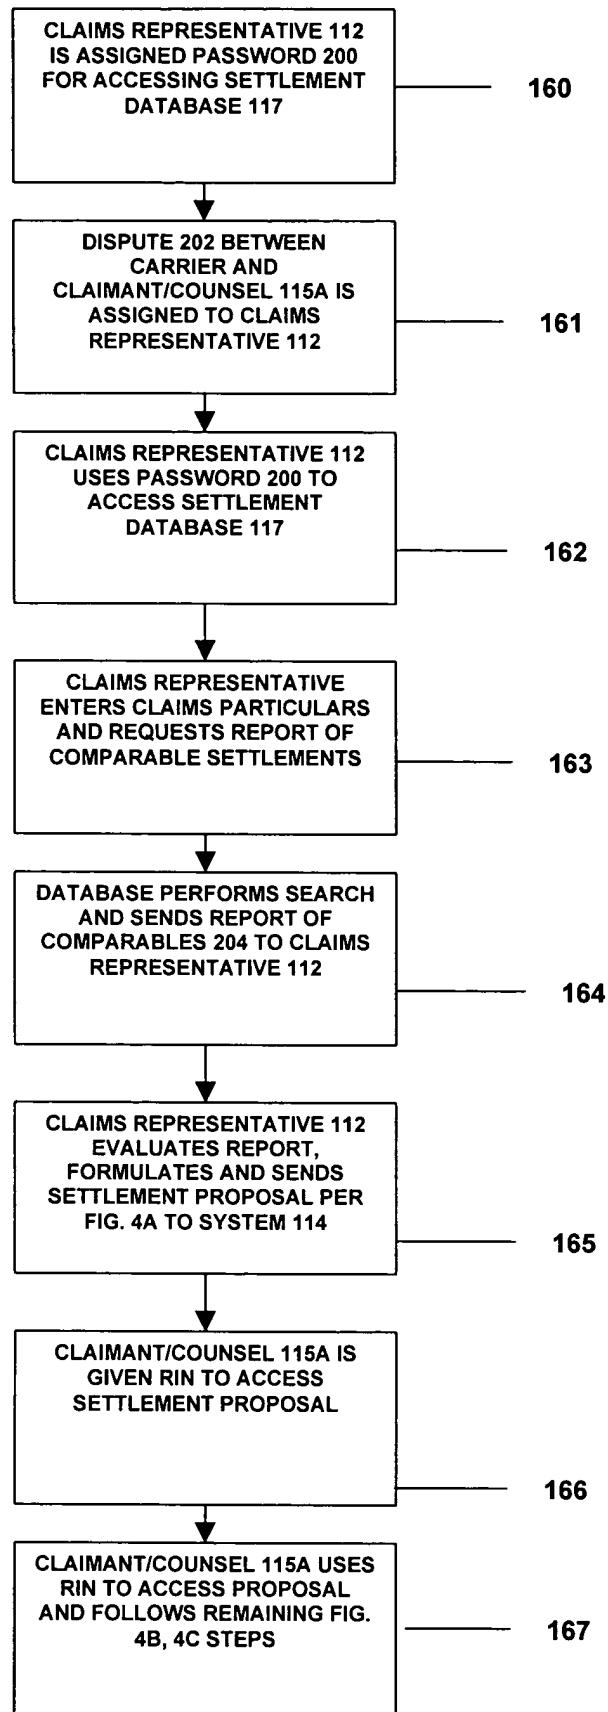 CLAIMS REPRESENTATIVE 112
IS ASSIGNED PASSWORD 200
FOR ACCESSING SETTLEMENT
DATABASE 117
160
DISPUTE 202 BETWEEN
CARRIER AND
CLAIMANT/COUNSEL 115A IS
ASSIGNED TO CLAIMS
REPRESENTATIVE 112
161
CLAIMS REPRESENTATIVE 112
USES PASSWORD 200 TO
ACCESS SETTLEMENT
DATABASE 117
162
CLAIMS REPRESENTATIVE
ENTERS CLAIMS PARTICULARS
AND REQUESTS REPORT OF
COMPARABLE SETTLEMENTS
163
DATABASE PERFORMS SEARCH
AND SENDS REPORT OF
COMPARABLES 204 TO CLAIMS
REPRESENTATIVE 112
164
CLAIMS REPRESENTATIVE 112
EVALUATES REPORT,
FORMULATES AND SENDS
SETTLEMENT PROPOSAL PER
FIG. 4A TO SYSTEM 114
165
CLAIMANT/COUNSEL 115A IS
GIVEN RIN TO ACCESS
SETTLEMENT PROPOSAL
166
CLAIMANT/COUNSEL 115A USES
RIN TO ACCESS PROPOSAL
AND FOLLOWS REMAINING FIG.
4B, 4C STEPS
167